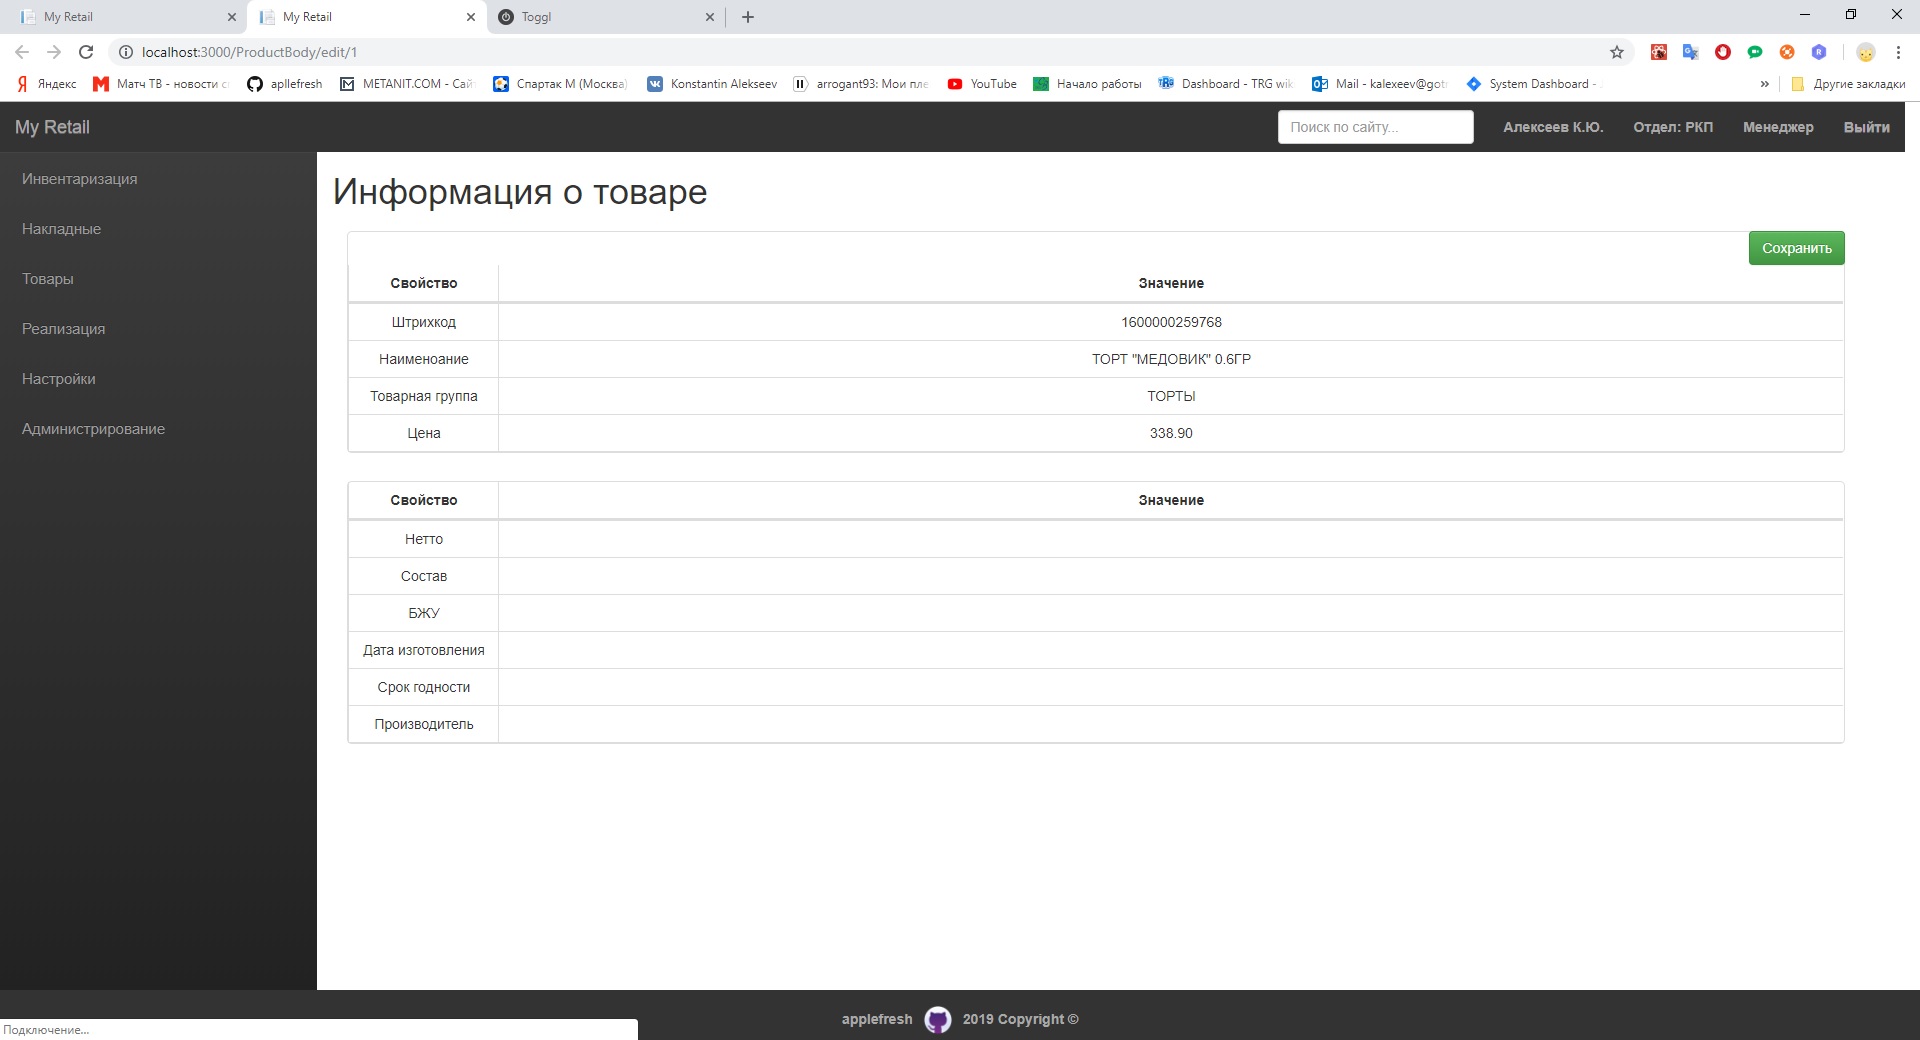 My Retail
My Retail
Toggl
localhost:3000/ProductBody/edit/1
Яндекс
Матч ТВ - новости
apllefresh
METANIT.COM - Сай
Спартак М (Москва)
Konstantin Alekseev
arrogant93: Мои пле
YouTube
Начало работы
Dashboard - TRG wik
Mail - kalexeev@got
System Dashboard -
»
Другие закладки
My Retail
Поиск по сайту...
Алексеев К.Ю.
Отдел: РКП
Менеджер
Выйти
Инвентаризация
Накладные
Товары
Реализация
Настройки
Администрирование
Информация о товаре
Сохранить
Свойство Значение
Штрихкод 1600000259768
Наименоание ТОРТ "МЕДОВИК" 0.6ГР
Товарная группа ТОРТЫ
Цена 338.90
Свойство Значение
Нетто
Состав
БЖУ
Дата изготовления
Срок годности
Производитель
applefresh 2019 Copyright ©
Подключение...